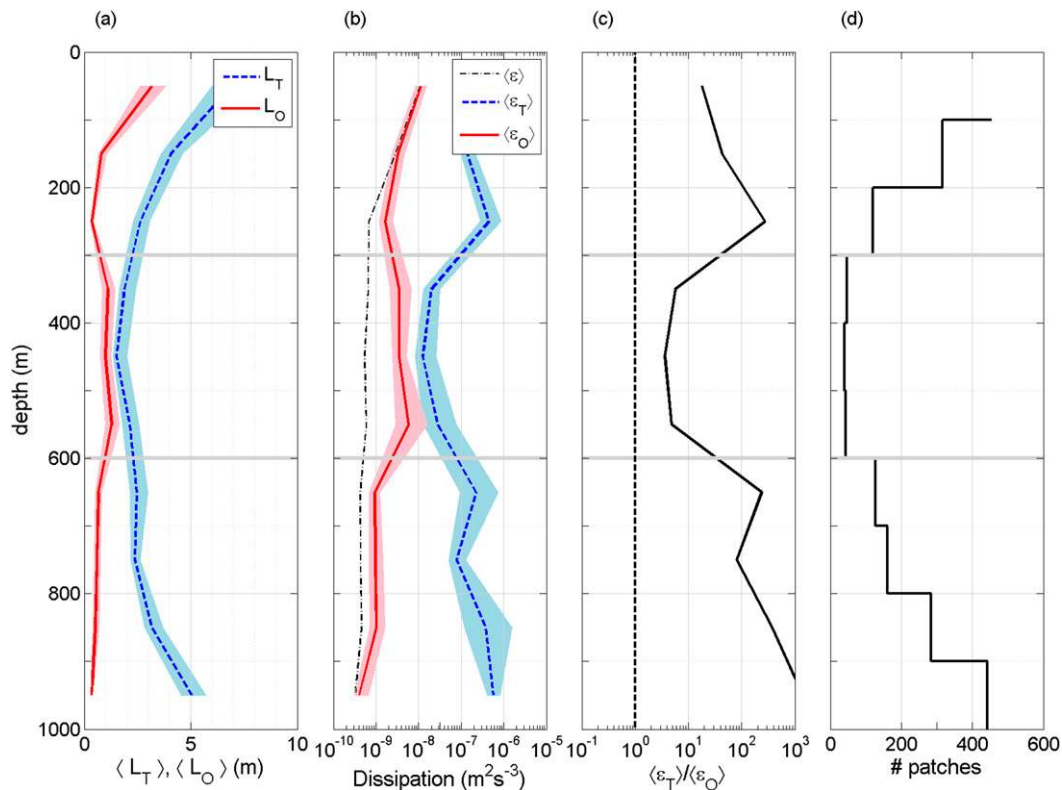 (a)
(b)
(c)
(d)
depth (m)
0
200
400
600
800
1000
L_T
L_O
0
5
10
⟨ L_T ⟩, ⟨ L_O ⟩ (m)
⟨ε⟩
⟨ε_T⟩
⟨ε_O⟩
10^-10
10^-9
10^-8
10^-7
10^-6
10^-5
Dissipation (m²s⁻³)
10^-1
10^0
10^1
10^2
10^3
⟨ε_T⟩/⟨ε_O⟩
0
200
400
600
# patches